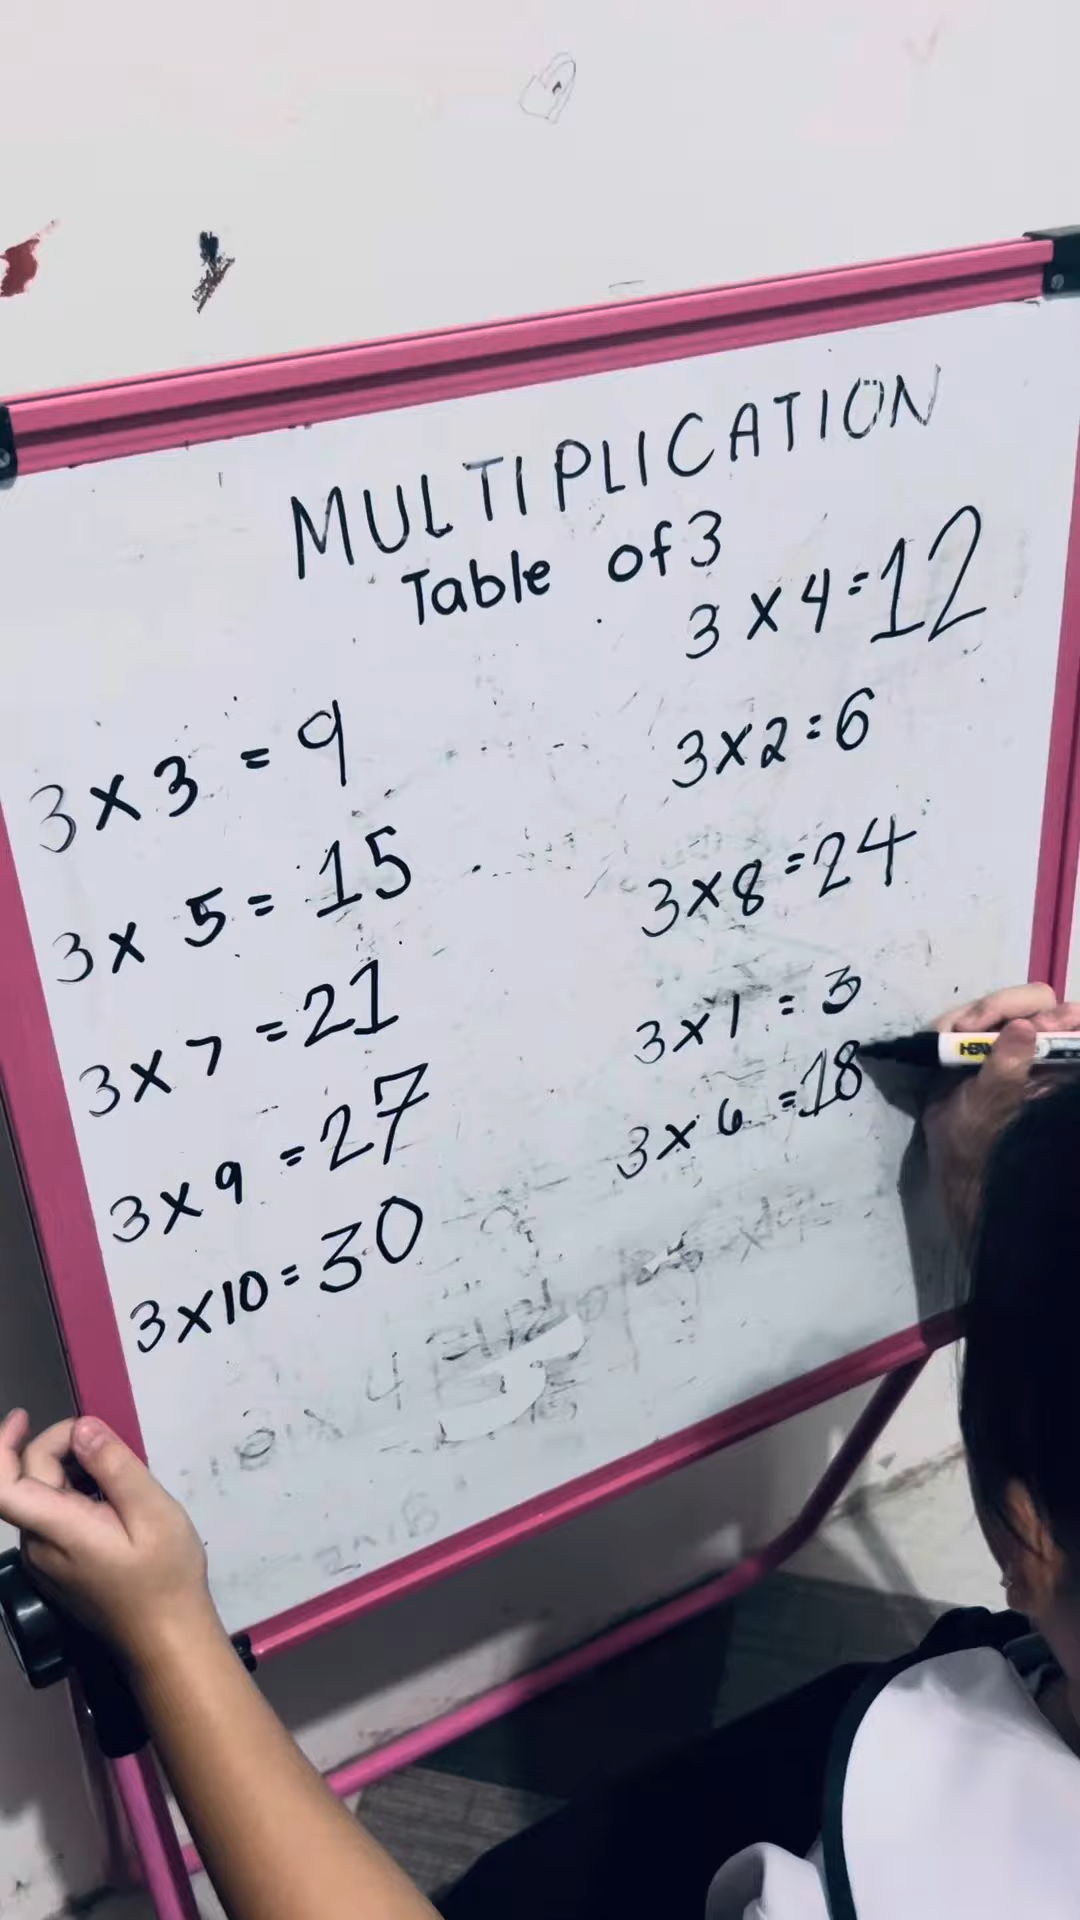 MULTIPLICATION
Table of 3
3 x 4 = 12
3 x 3 = 9
3 x 2 = 6
3 x 5 = 15
3 x 8 = 24
3 x 7 = 21
3 x 1 = 3
3 x 9 = 27
3 x 6 = 18
3 x 10 = 30